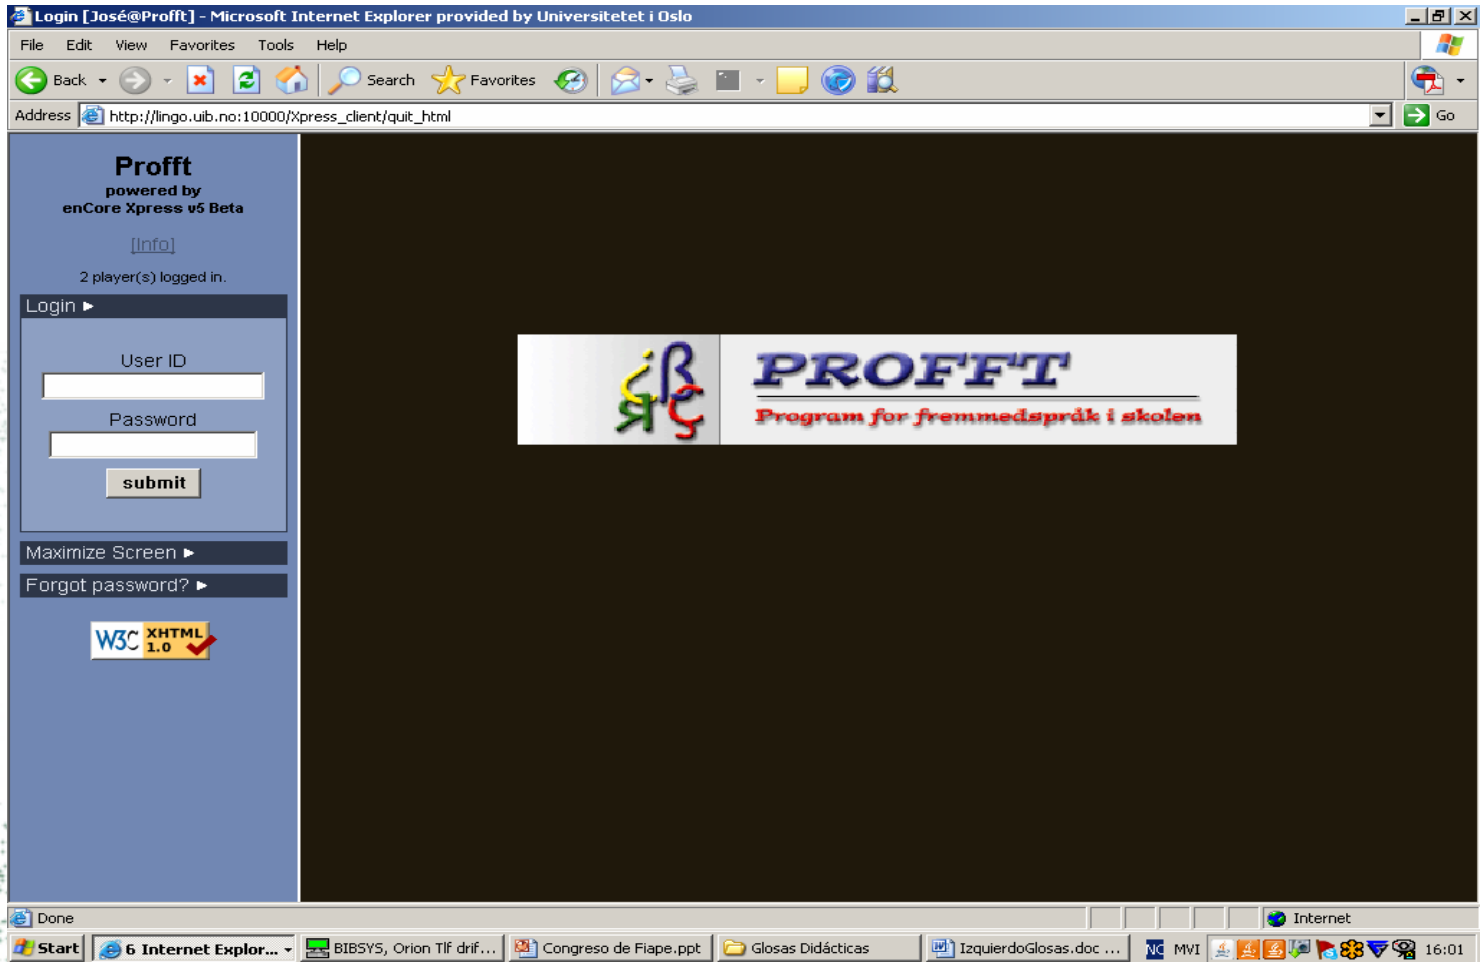 Login [José@Profft] - Microsoft Internet Explorer provided by Universitetet i Oslo
File Edit View Favorites Tools Help
Back Search Favorites
Address http://lingo.uib.no:10000/Xpress_client/quit_html Go
Profft
powered by
enCore Xpress v5 Beta
[Info]
2 player(s) logged in.
Login
User ID
Password
submit
Maximize Screen
Forgot password?
W3C XHTML 1.0
PROFFT
Program for fremmedspråk i skolen
Done Internet
Start 6 Internet Explor... BIBSYS, Orion Tlf drif... Congreso de Fiape.ppt Glosas Didácticas IzquierdoGlosas.doc ... NC MVI 16:01